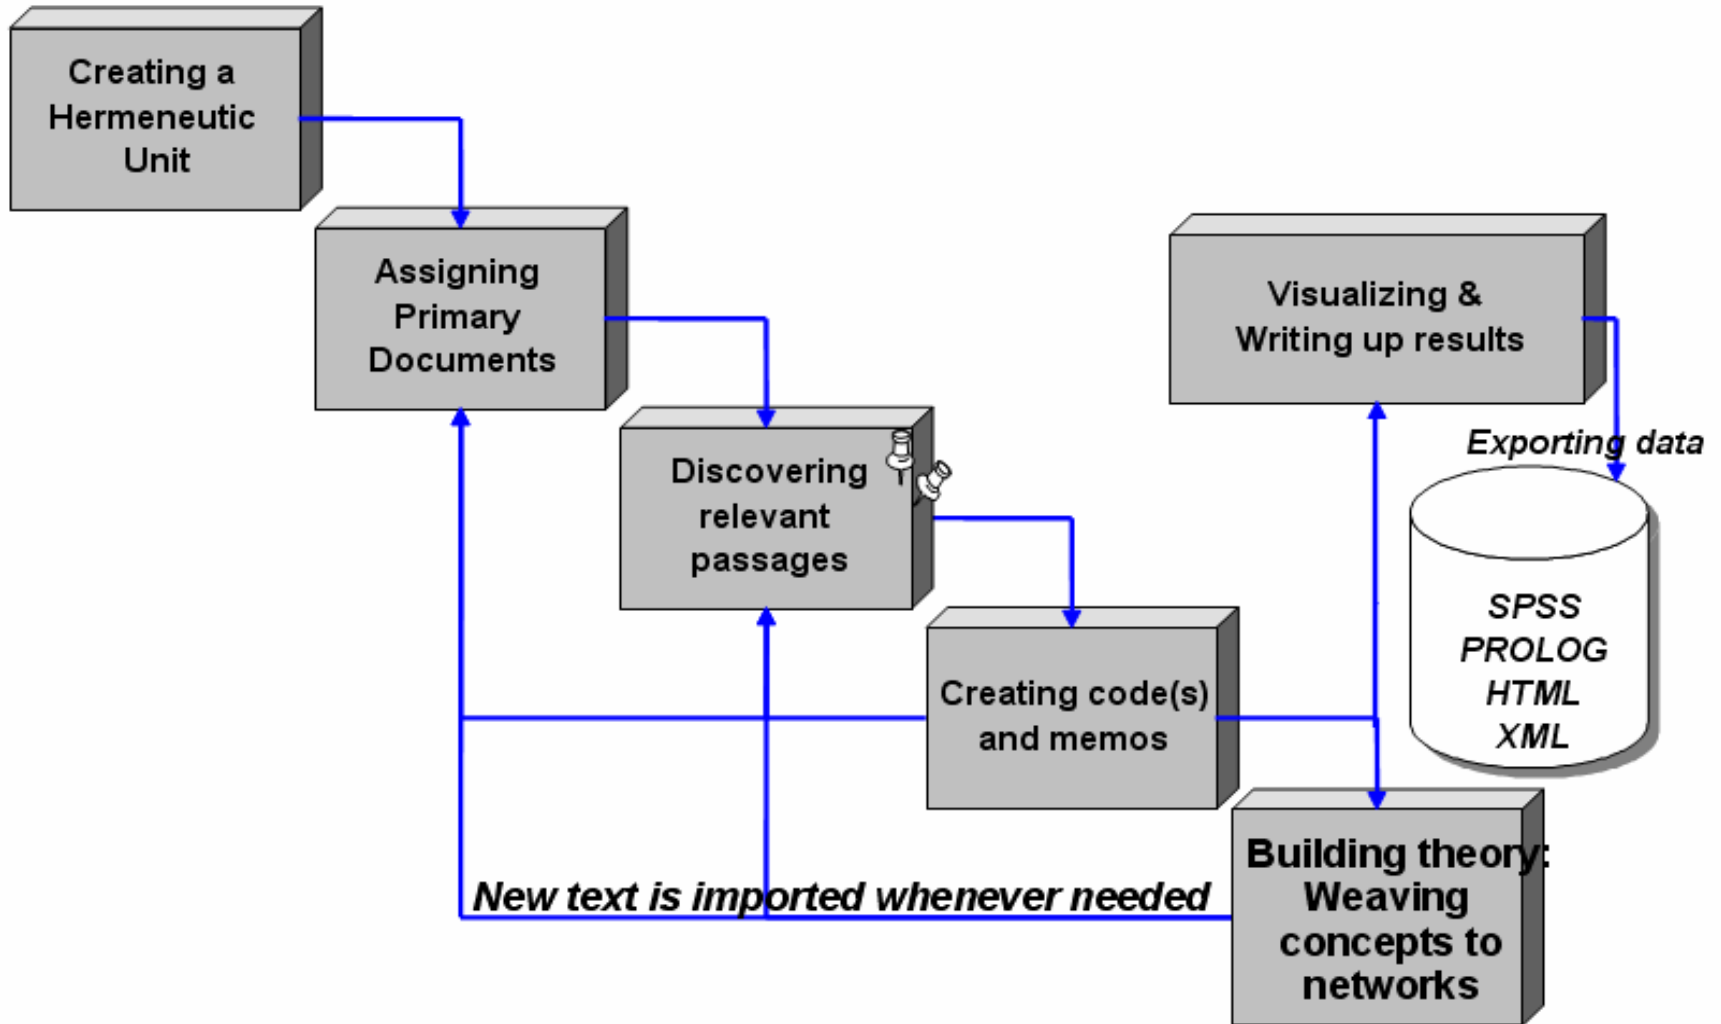 Creating a
Hermeneutic
Unit
Assigning
Primary
Documents
Discovering
relevant
passages
Creating code(s)
and memos
Building theory:
Weaving
concepts to
networks
New text is imported whenever needed
Visualizing &
Writing up results
Exporting data
SPSS
PROLOG
HTML
XML